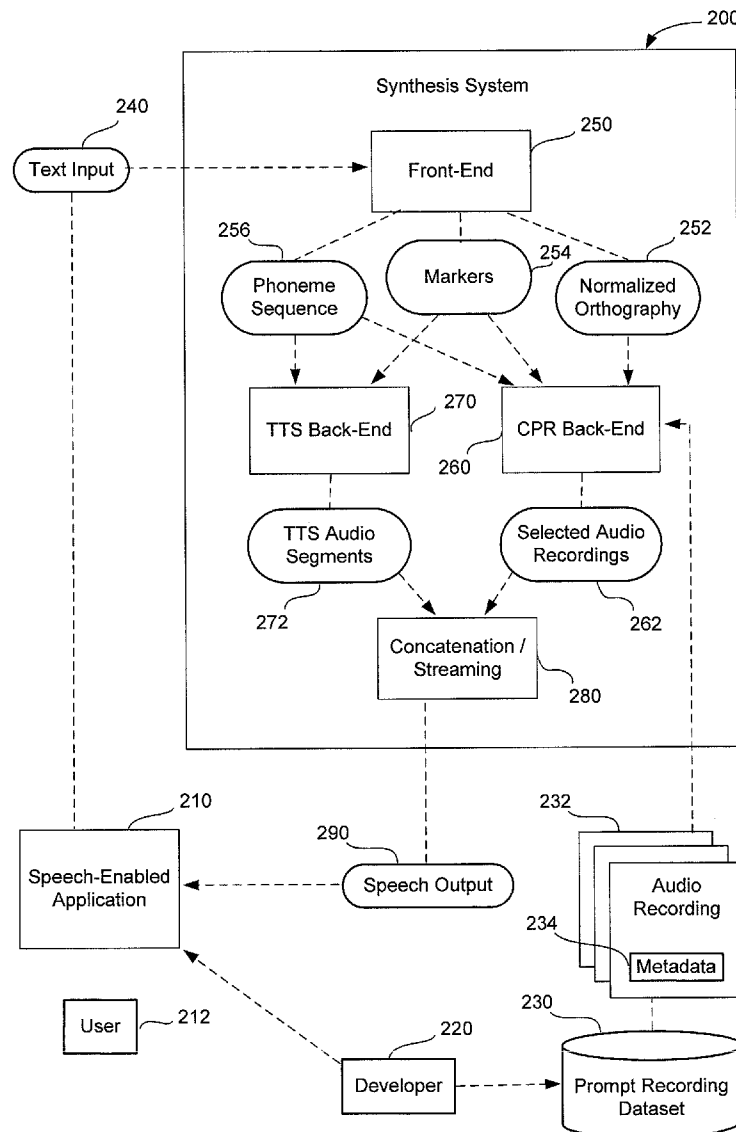 200
Synthesis System
240
Text Input
250
Front-End
256
Phoneme
Sequence
Markers
254
252
Normalized
Orthography
TTS Back-End
270
260
CPR Back-End
TTS Audio
Segments
272
Selected Audio
Recordings
262
Concatenation /
Streaming
280
210
Speech-Enabled
Application
290
Speech Output
232
Audio
Recording
234
Metadata
230
User
212
220
Developer
Prompt Recording
Dataset